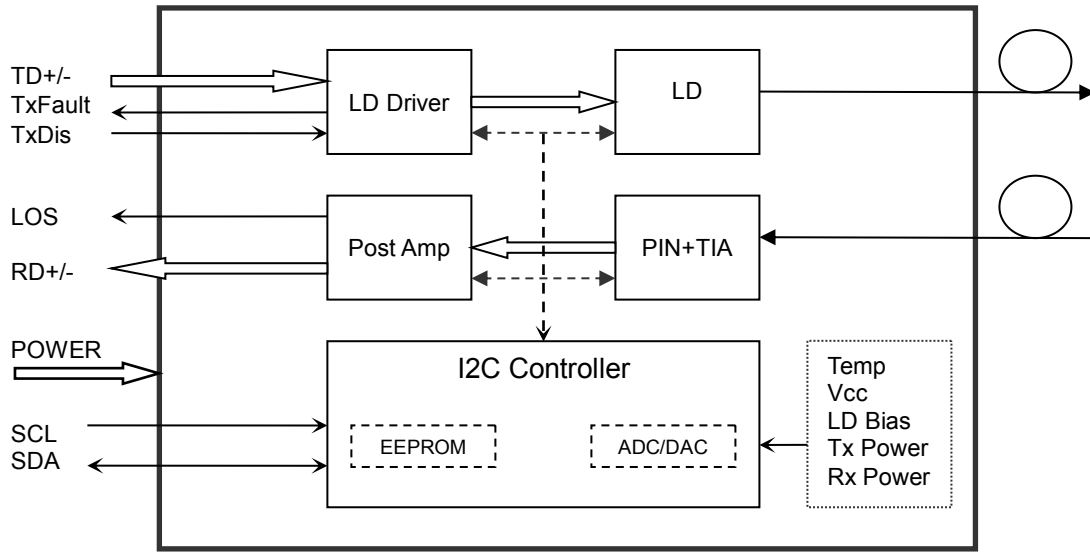 TD+/-
TxFault
TxDis
LD Driver
LD
LOS
RD+/-
Post Amp
PIN+TIA
POWER
SCL
SDA
I2C Controller
EEPROM
ADC/DAC
Temp
Vcc
LD Bias
Tx Power
Rx Power